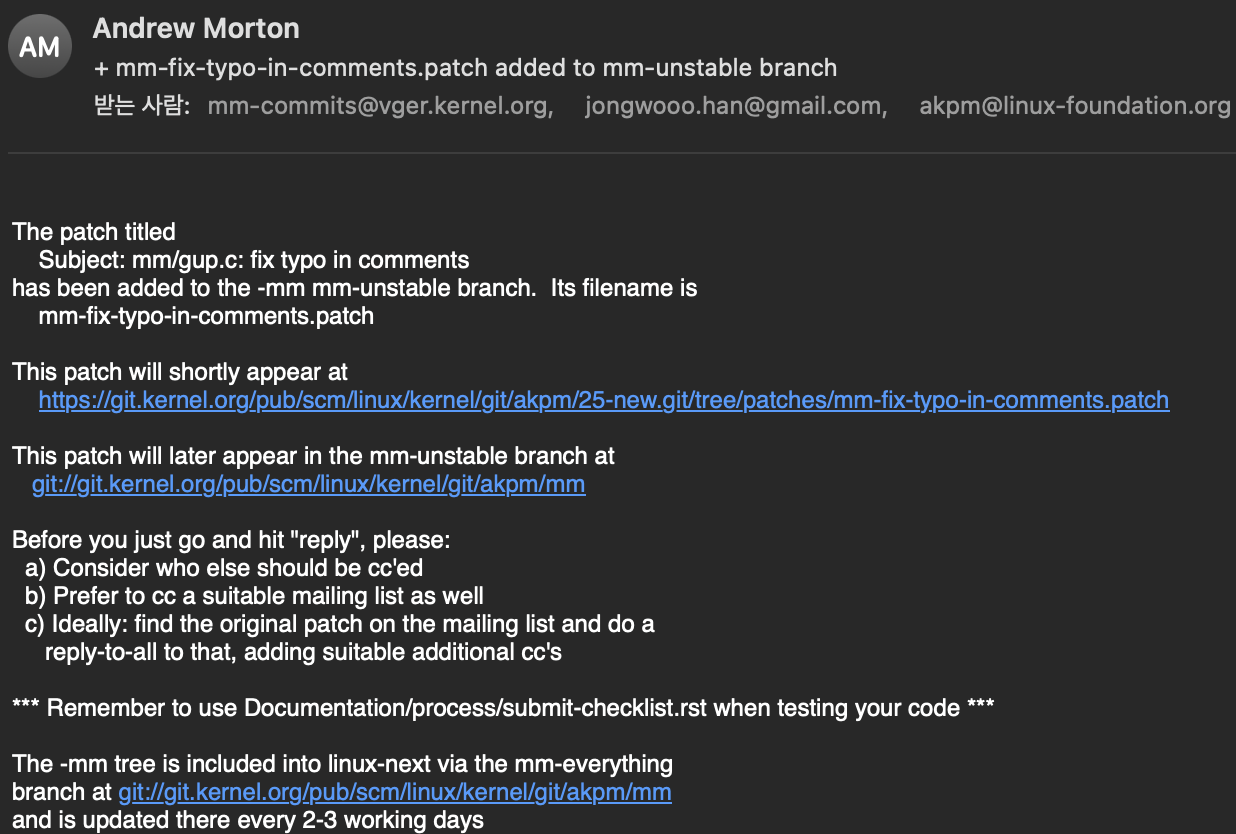 AM
Andrew Morton
+ mm-fix-typo-in-comments.patch added to mm-unstable branch
받는 사람: mm-commits@vger.kernel.org, jongwooo.han@gmail.com, akpm@linux-foundation.org
The patch titled
Subject: mm/gup.c: fix typo in comments
has been added to the -mm mm-unstable branch.  Its filename is
mm-fix-typo-in-comments.patch
This patch will shortly appear at
https://git.kernel.org/pub/scm/linux/kernel/git/akpm/25-new.git/tree/patches/mm-fix-typo-in-comments.patch
This patch will later appear in the mm-unstable branch at
git://git.kernel.org/pub/scm/linux/kernel/git/akpm/mm
Before you just go and hit "reply", please:
a) Consider who else should be cc'ed
b) Prefer to cc a suitable mailing list as well
c) Ideally: find the original patch on the mailing list and do a
reply-to-all to that, adding suitable additional cc's
*** Remember to use Documentation/process/submit-checklist.rst when testing your code ***
The -mm tree is included into linux-next via the mm-everything
branch at git://git.kernel.org/pub/scm/linux/kernel/git/akpm/mm
and is updated there every 2-3 working days